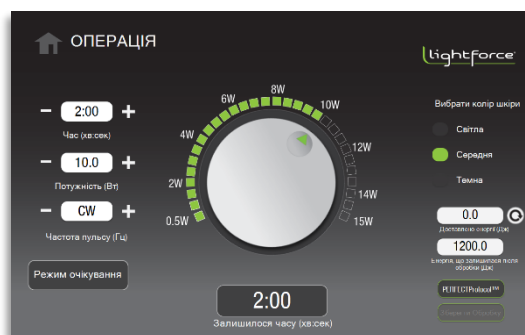 ОПЕРАЦІЯ
lightforce
2:00
Час (хв:сек)
10.0
Потужність (Вт)
CW
Частота пульсу (Гц)
Режим очікування
0.5W
2W
4W
6W
8W
10W
12W
14W
15W
2:00
Залишилося часу (хв:сек)
Вибрати колір шкіри
Світла
Середня
Темна
0.0
Доставлено енергії (Дж)
1200.0
Енергія, що залишилася після
обробки (Дж)
PERFECTProtocol™